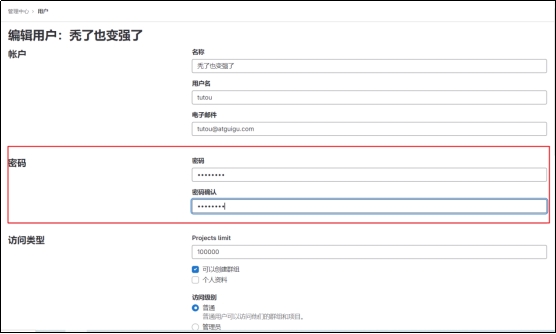 管理中心 › 用户
编辑用户：秃了也变强了
帐户
名称
秃了也变强了
用户名
tutou
电子邮件
tutou@atguigu.com
密码
密码
••••••••
密码确认
••••••••
访问类型
Projects limit
100000
可以创建群组
个人资料
访问级别
普通
普通用户可以访问他们的群组和项目。
管理员